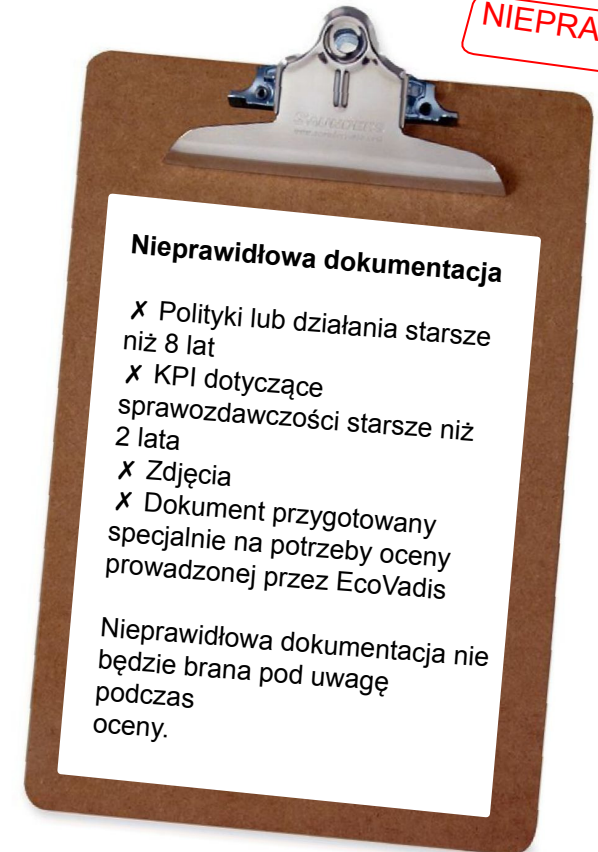 NIEPRA
Nieprawidłowa dokumentacja
✗ Polityki lub działania starsze
niż 8 lat
✗ KPI dotyczące
sprawozdawczości starsze niż
2 lata
✗ Zdjęcia
✗ Dokument przygotowany
specjalnie na potrzeby oceny
prowadzonej przez EcoVadis
Nieprawidłowa dokumentacja nie
będzie brana pod uwagę
podczas
oceny.